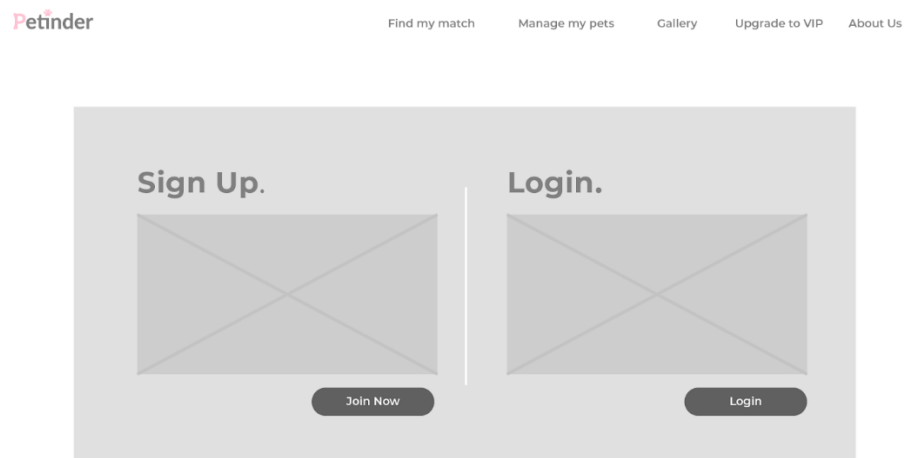 Petinder
Find my match Manage my pets Gallery Upgrade to VIP About Us
Sign Up.
Login.
Join Now
Login